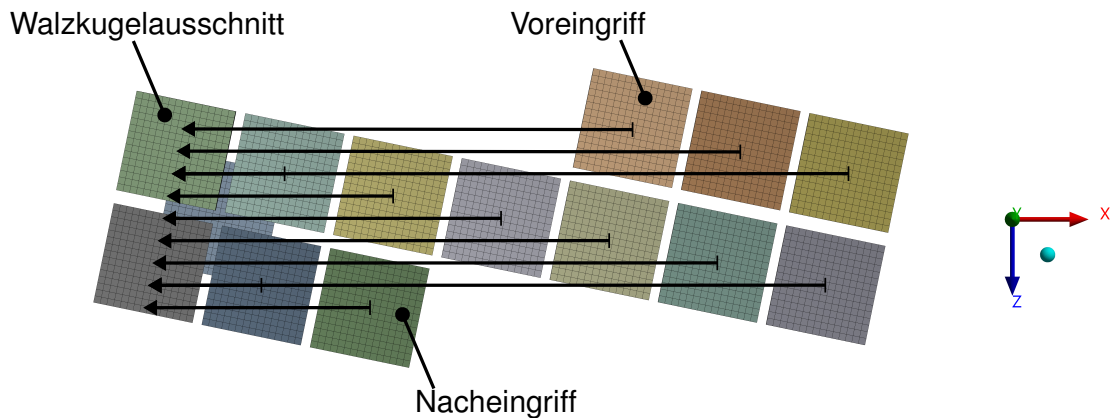 Walzkugelausschnitt
Voreingriff
Nacheingriff
Y
X
Z